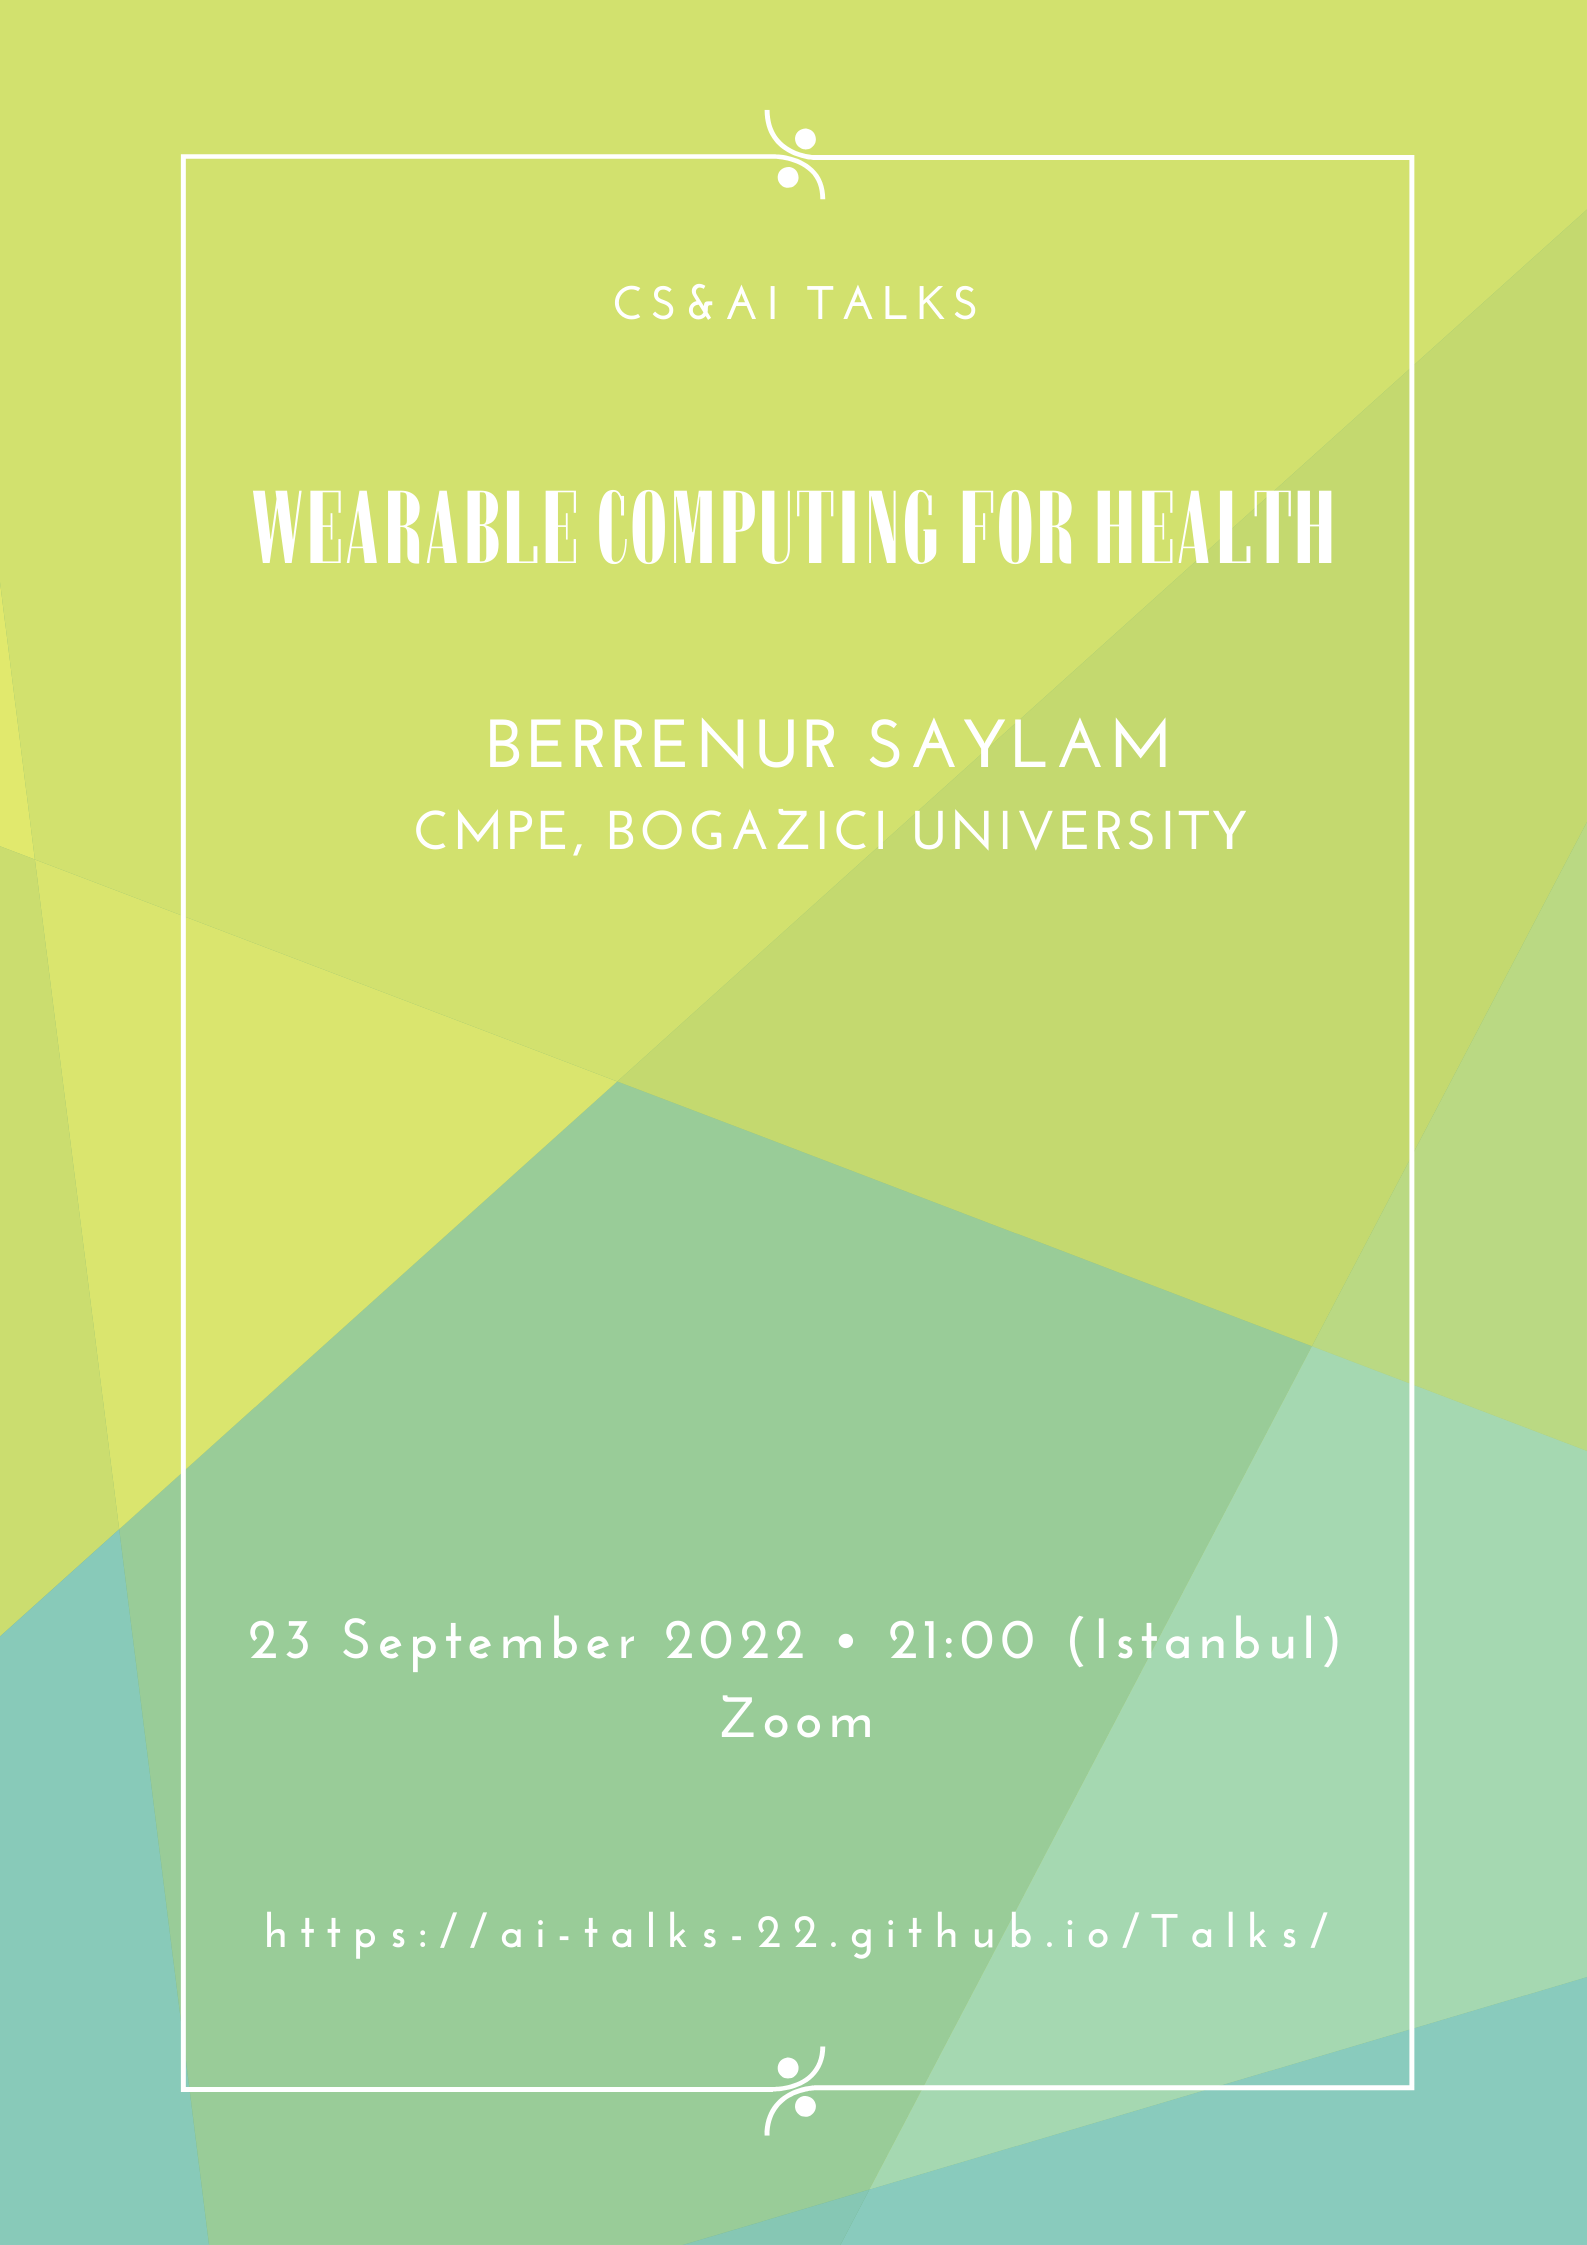 CS&AI TALKS
WEARABLE COMPUTING FOR HEALTH
BERRENUR SAYLAM
CMPE, BOGAZICI UNIVERSITY
23 September 2022 • 21:00 (Istanbul)
Zoom
https://ai-talks-22.github.io/Talks/